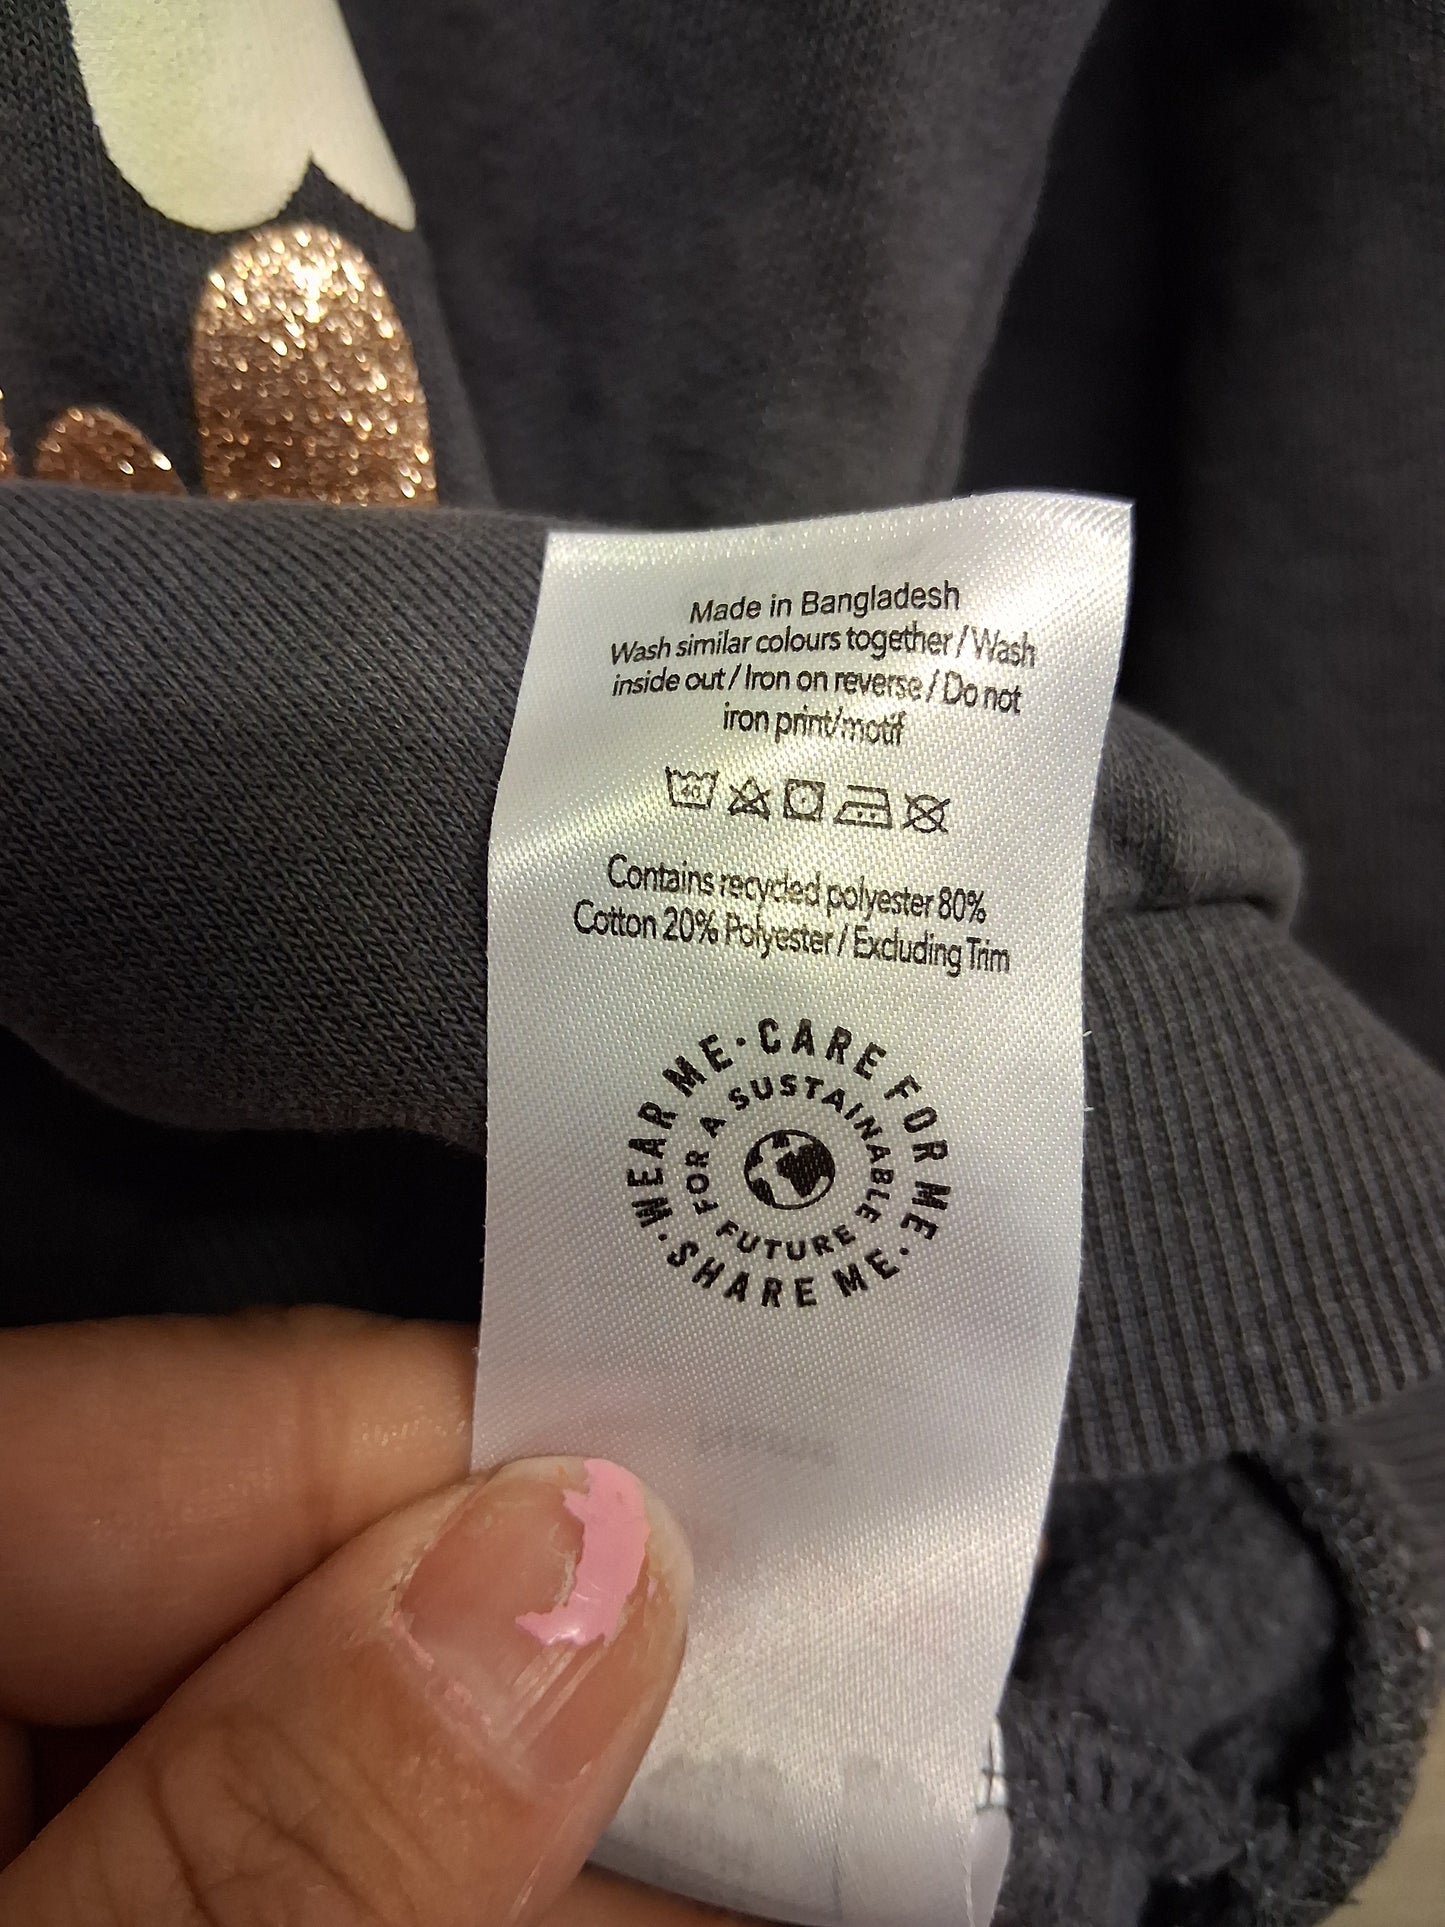 Made in Bangladesh
Wash similar colours together / Wash
inside out / Iron on reverse / Do not
iron print/motif
40
Contains recycled polyester 80%
Cotton 20% Polyester / Excluding Trim
WEAR ME · CARE FOR ME · SHARE ME ·
FOR A SUSTAINABLE FUTURE